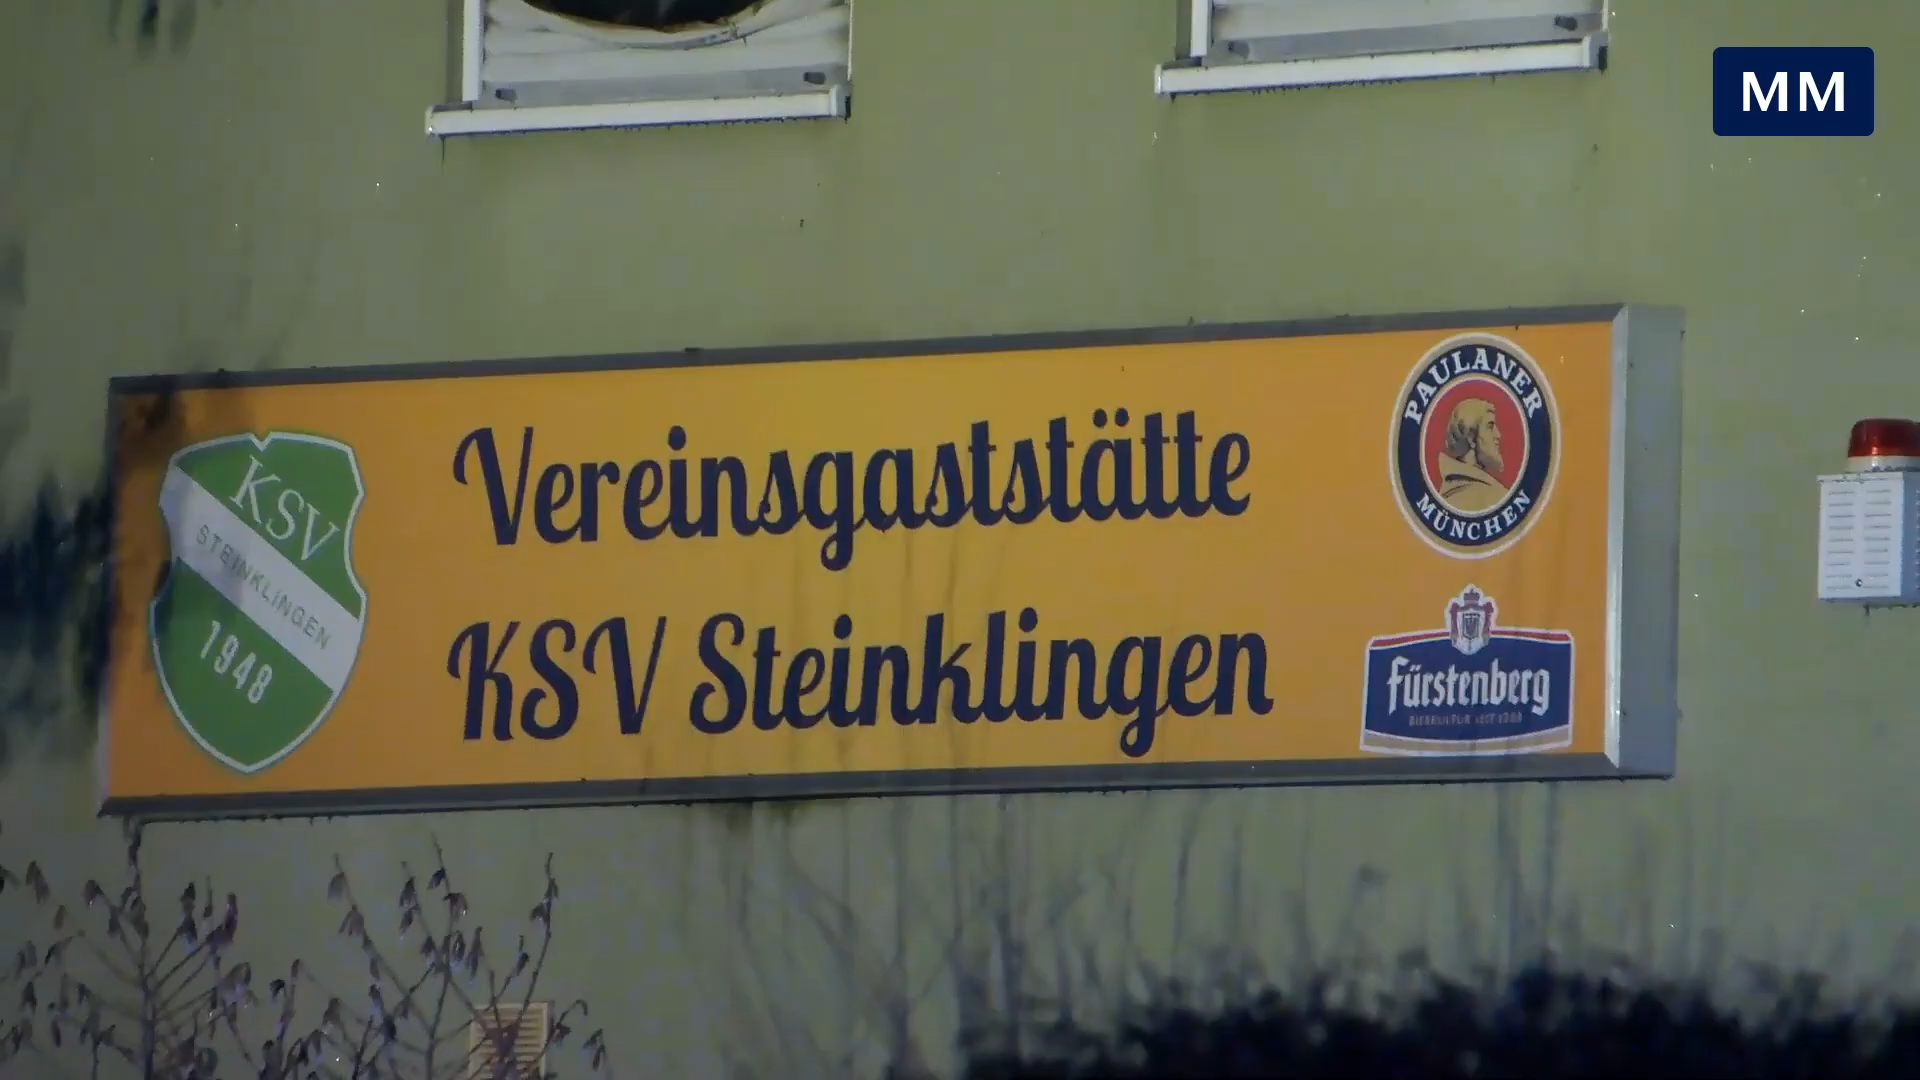 MM
Vereinsgaststätte
KSV Steinklingen
KSV
STEINKLINGEN
1948
PAULANER
MÜNCHEN
fürstenberg